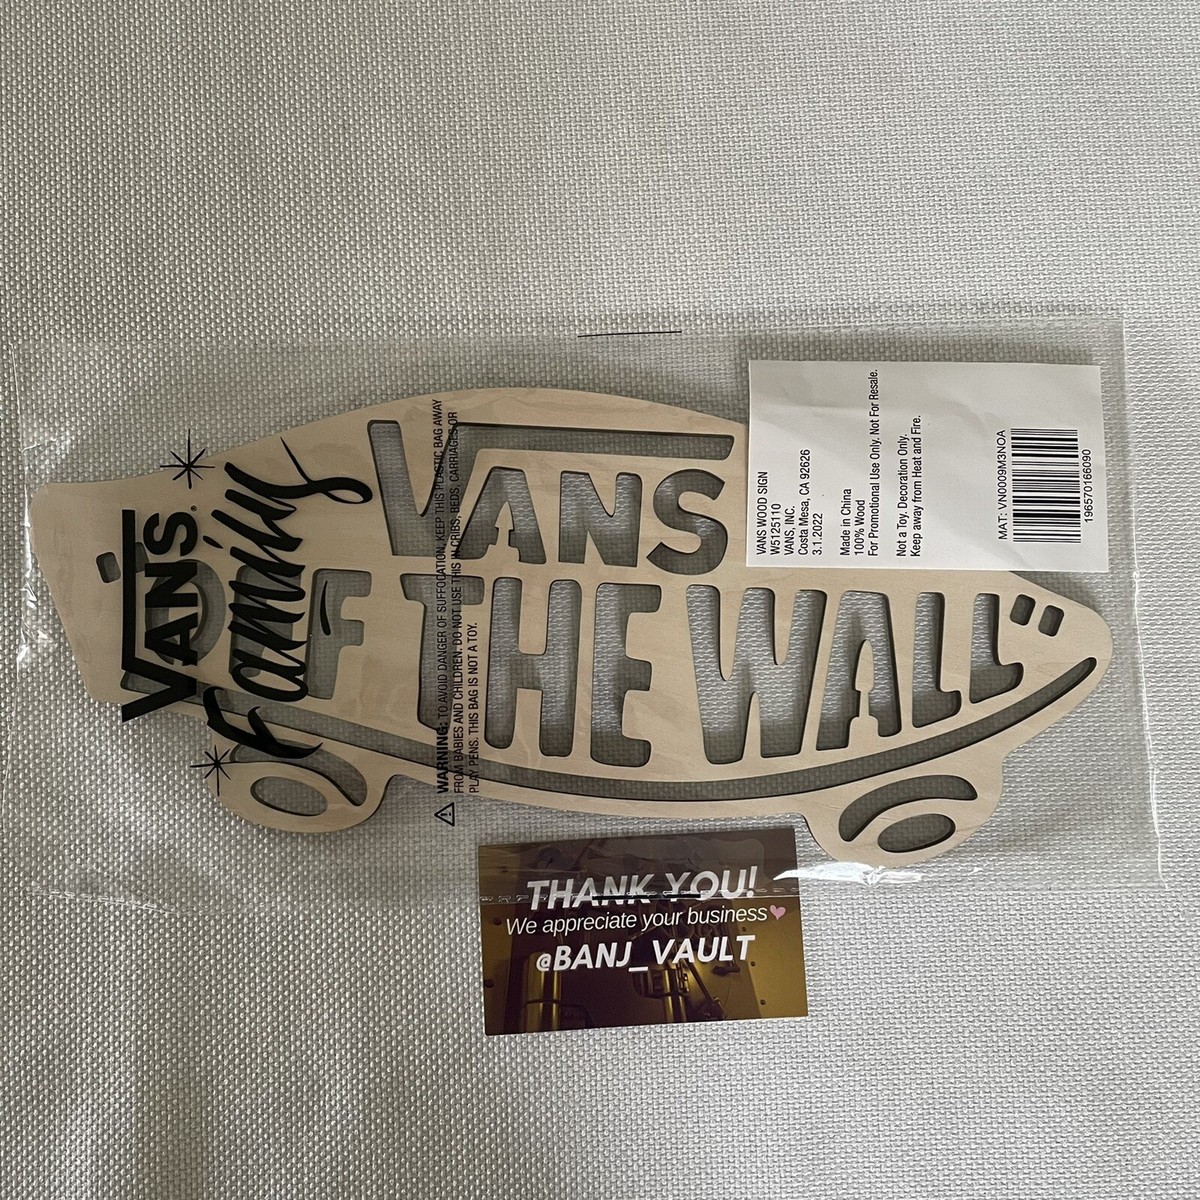 VANS
OF THE WALL
VANS®
Family
WARNING: TO AVOID DANGER OF SUFFOCATION, KEEP THIS PLASTIC BAG AWAY
FROM BABIES AND CHILDREN. DO NOT USE THIS IN CRIBS, BEDS, CARRIAGES OR
PLAY PENS. THIS BAG IS NOT A TOY.
VANS WOOD SIGN
W5125110
VANS, INC.
Costa Mesa, CA 92626
3.1.2022
Made in China
100% Wood
For Promotional Use Only. Not For Resale.
Not a Toy. Decoration Only.
Keep away from Heat and Fire.
MAT: VN0009M3NOA
196570166090
THANK YOU!
We appreciate your business
@BANJ_VAULT